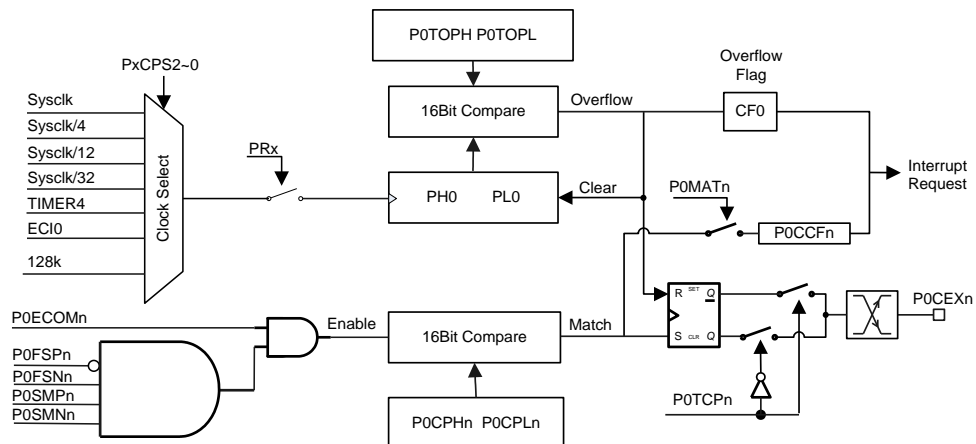 P0TOPH P0TOPL
Overflow
Flag
PxCPS2~0
Sysclk
16Bit Compare
Overflow
CF0
Sysclk/4
Sysclk/12
PRx
Interrupt
Request
Sysclk/32
Clock Select
PH0 PL0
Clear
P0MATn
TIMER4
ECI0
P0CCFn
128k
R SET Q
P0CEXn
P0ECOMn
Enable
16Bit Compare
Match
S CLR Q
P0FSPn
P0FSNn
P0SMPn
P0SMNn
P0CPHn P0CPLn
P0TCPn